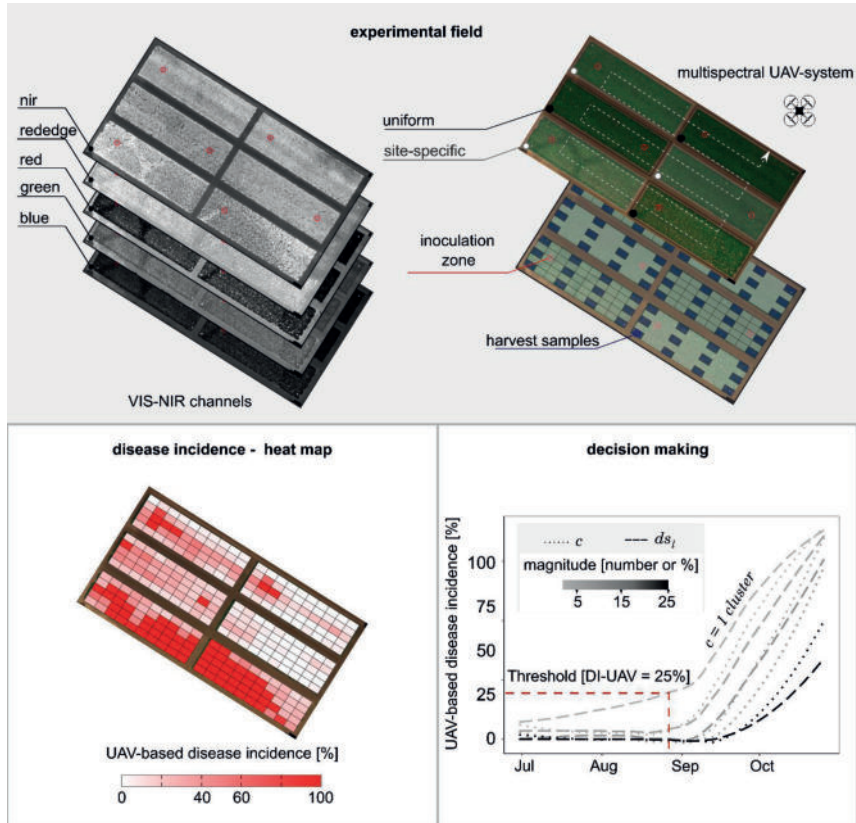 experimental field
nir
rededge
red
green
blue
VIS-NIR channels
multispectral UAV-system
uniform
site-specific
inoculation
zone
harvest samples
disease incidence - heat map
UAV-based disease incidence [%]
0 40 60 100
decision making
UAV-based disease incidence [%]
100
75
50
25
0
c ds_l
magnitude [number or %]
5 15 25
c = 1 cluster
Threshold [DI-UAV = 25%]
Jul Aug Sep Oct